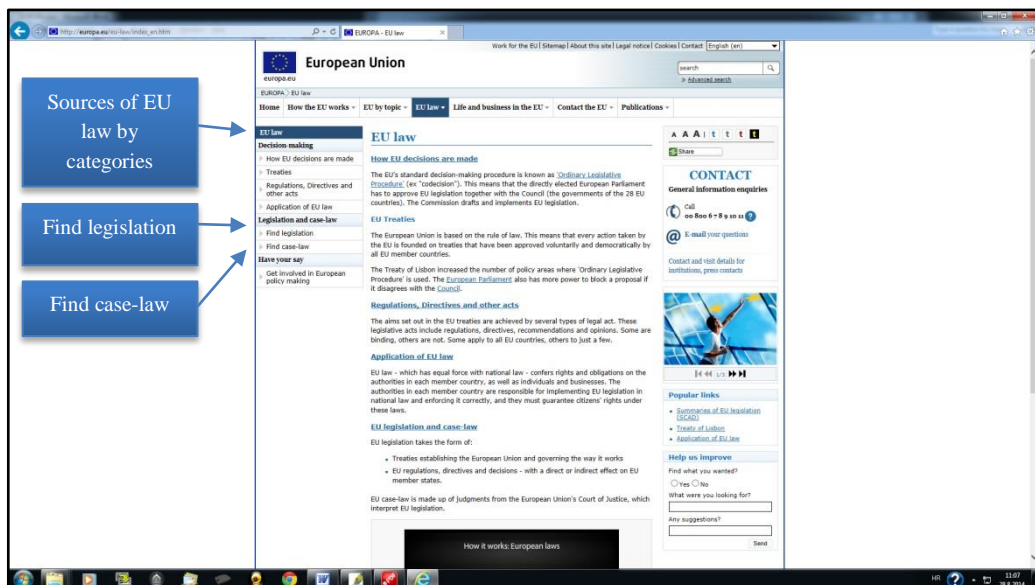 http://europa.eu/eu-law/index_en.htm
EUROPA - EU law
Work for the EU | Sitemap | About this site | Legal notice | Cookies | Contact English (en)
European Union
europa.eu
search
Advanced search
EUROPA > EU law
Home How the EU works EU by topic EU law Life and business in the EU Contact the EU Publications
Sources of EU
law by
categories
Find legislation
Find case-law
EU law
Decision-making
How EU decisions are made
Treaties
Regulations, Directives and
other acts
Application of EU law
Legislation and case-law
Find legislation
Find case-law
Have your say
Get involved in European
policy making
EU law
How EU decisions are made
The EU's standard decision-making procedure is known as 'Ordinary Legislative
Procedure' (ex "codecision"). This means that the directly elected European Parliament
has to approve EU legislation together with the Council (the governments of the 28 EU
countries). The Commission drafts and implements EU legislation.
EU Treaties
The European Union is based on the rule of law. This means that every action taken by
the EU is founded on treaties that have been approved voluntarily and democratically by
all EU member countries.
The Treaty of Lisbon increased the number of policy areas where 'Ordinary Legislative
Procedure' is used. The European Parliament also has more power to block a proposal if
it disagrees with the Council.
Regulations, Directives and other acts
The aims set out in the EU treaties are achieved by several types of legal act. These
legislative acts include regulations, directives, recommendations and opinions. Some are
binding, others are not. Some apply to all EU countries, others to just a few.
Application of EU law
EU law - which has equal force with national law - confers rights and obligations on the
authorities in each member country, as well as individuals and businesses. The
authorities in each member country are responsible for implementing EU legislation in
national law and enforcing it correctly, and they must guarantee citizens' rights under
these laws.
EU legislation and case-law
EU legislation takes the form of:
Treaties establishing the European Union and governing the way it works
EU regulations, directives and decisions - with a direct or indirect effect on EU
member states.
EU case-law is made up of judgments from the European Union's Court of Justice, which
interpret EU legislation.
How it works: European laws
A A A | t t t t
Share
CONTACT
General information enquiries
Call
00 800 6 7 8 9 10 11 ?
@ E-mail your questions
Contact and visit details for
institutions, press contacts
1/3
Popular links
Summaries of EU legislation
(SCAD)
Treaty of Lisbon
Application of EU law
Help us improve
Find what you wanted?
Yes No
What were you looking for?
Any suggestions?
Send
HR
11:07
28.8.2014